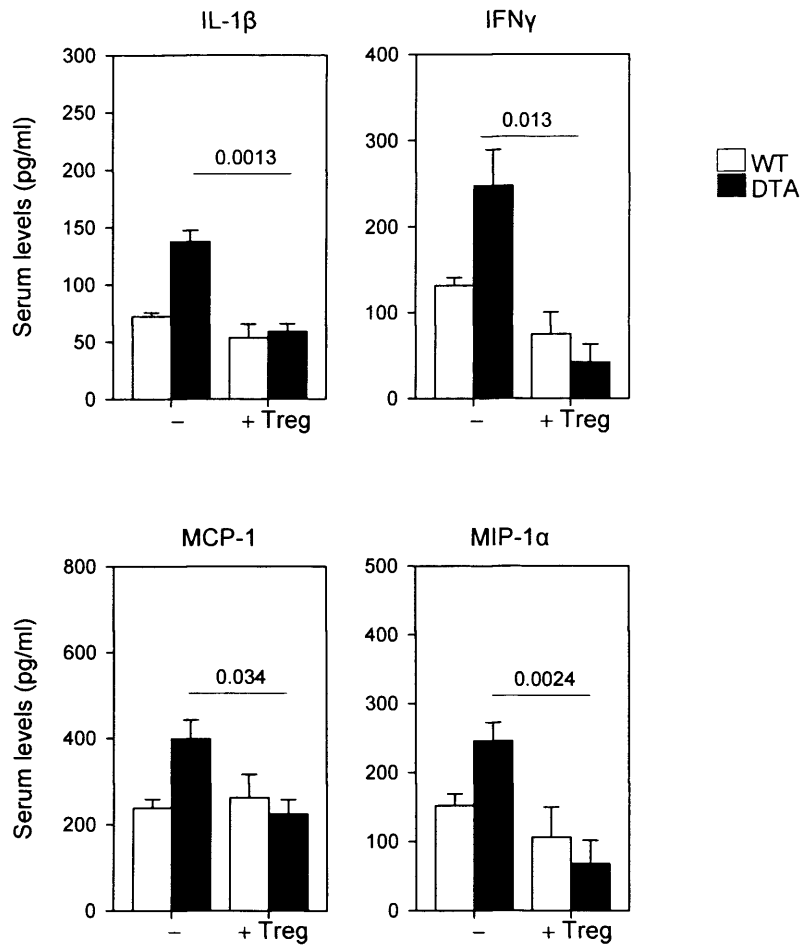 IL-1β
IFNγ
Serum levels (pg/ml)
300
250
200
150
100
50
0
0.0013
– + Treg
400
300
200
100
0
0.013
– + Treg
WT
DTA
MCP-1
MIP-1α
Serum levels (pg/ml)
800
600
400
200
0
0.034
– + Treg
500
400
300
200
100
0
0.0024
– + Treg